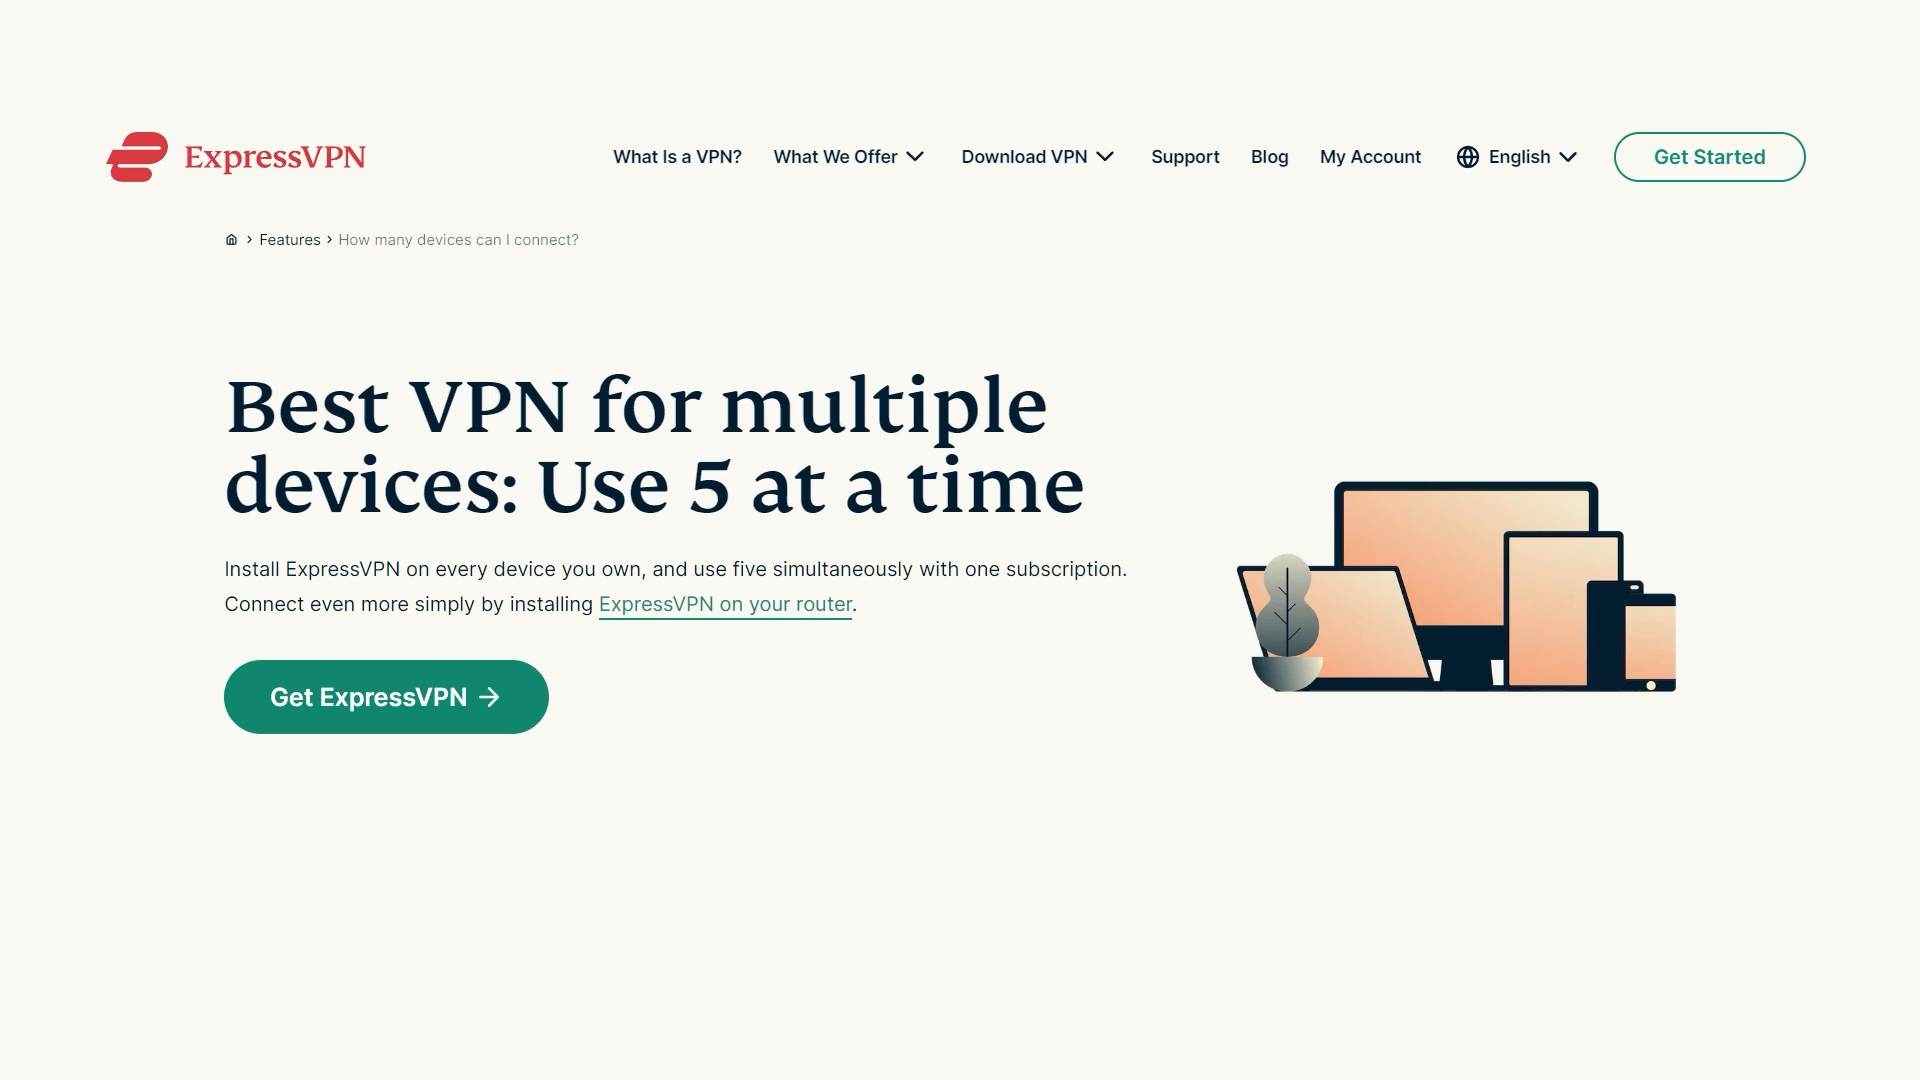 ExpressVPN
What Is a VPN? What We Offer Download VPN Support Blog My Account English Get Started
Features How many devices can I connect?
Best VPN for multiple
devices: Use 5 at a time
Install ExpressVPN on every device you own, and use five simultaneously with one subscription.
Connect even more simply by installing ExpressVPN on your router.
Get ExpressVPN